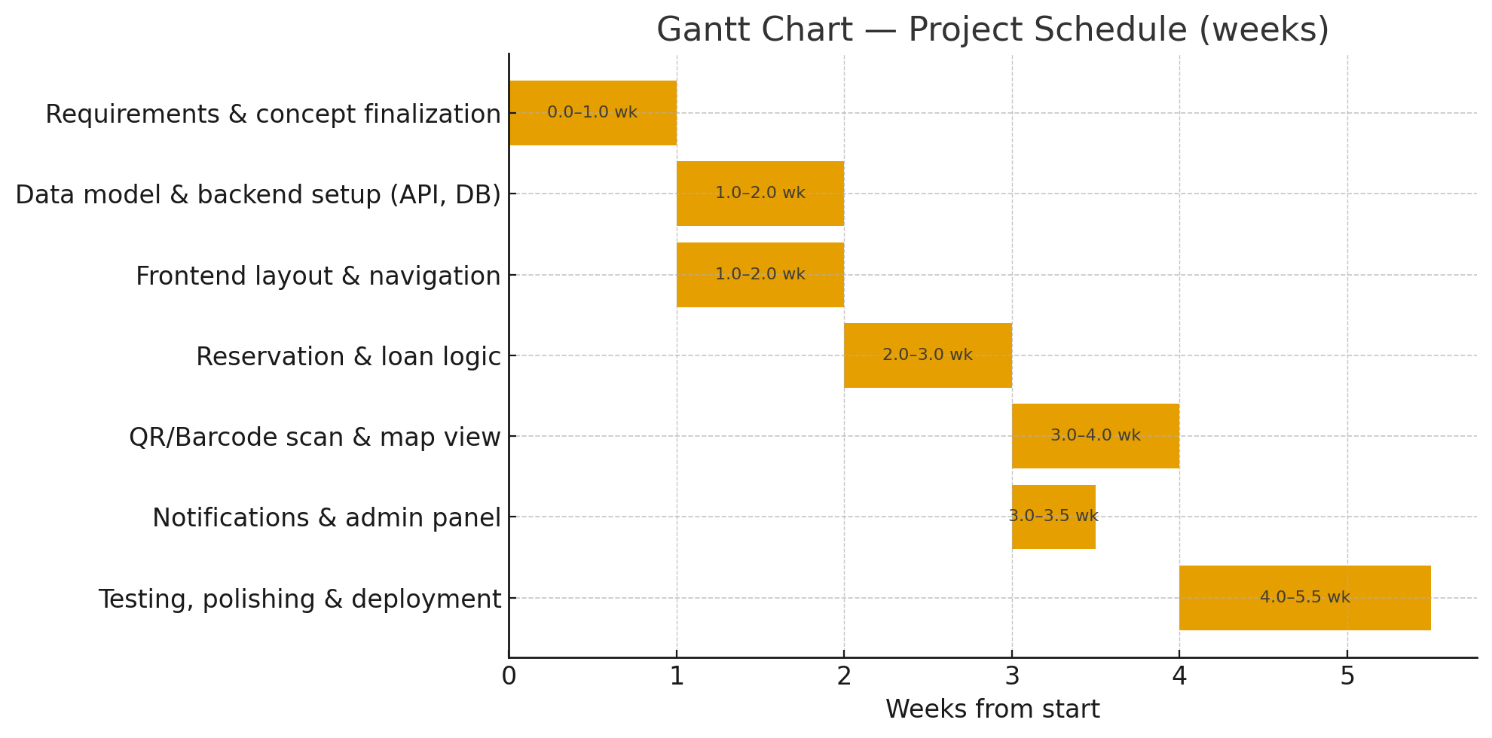 Gantt Chart — Project Schedule (weeks)
Requirements & concept finalization
0.0–1.0 wk
Data model & backend setup (API, DB)
1.0–2.0 wk
Frontend layout & navigation
1.0–2.0 wk
Reservation & loan logic
2.0–3.0 wk
QR/Barcode scan & map view
3.0–4.0 wk
Notifications & admin panel
3.0–3.5 wk
Testing, polishing & deployment
4.0–5.5 wk
0 1 2 3 4 5
Weeks from start